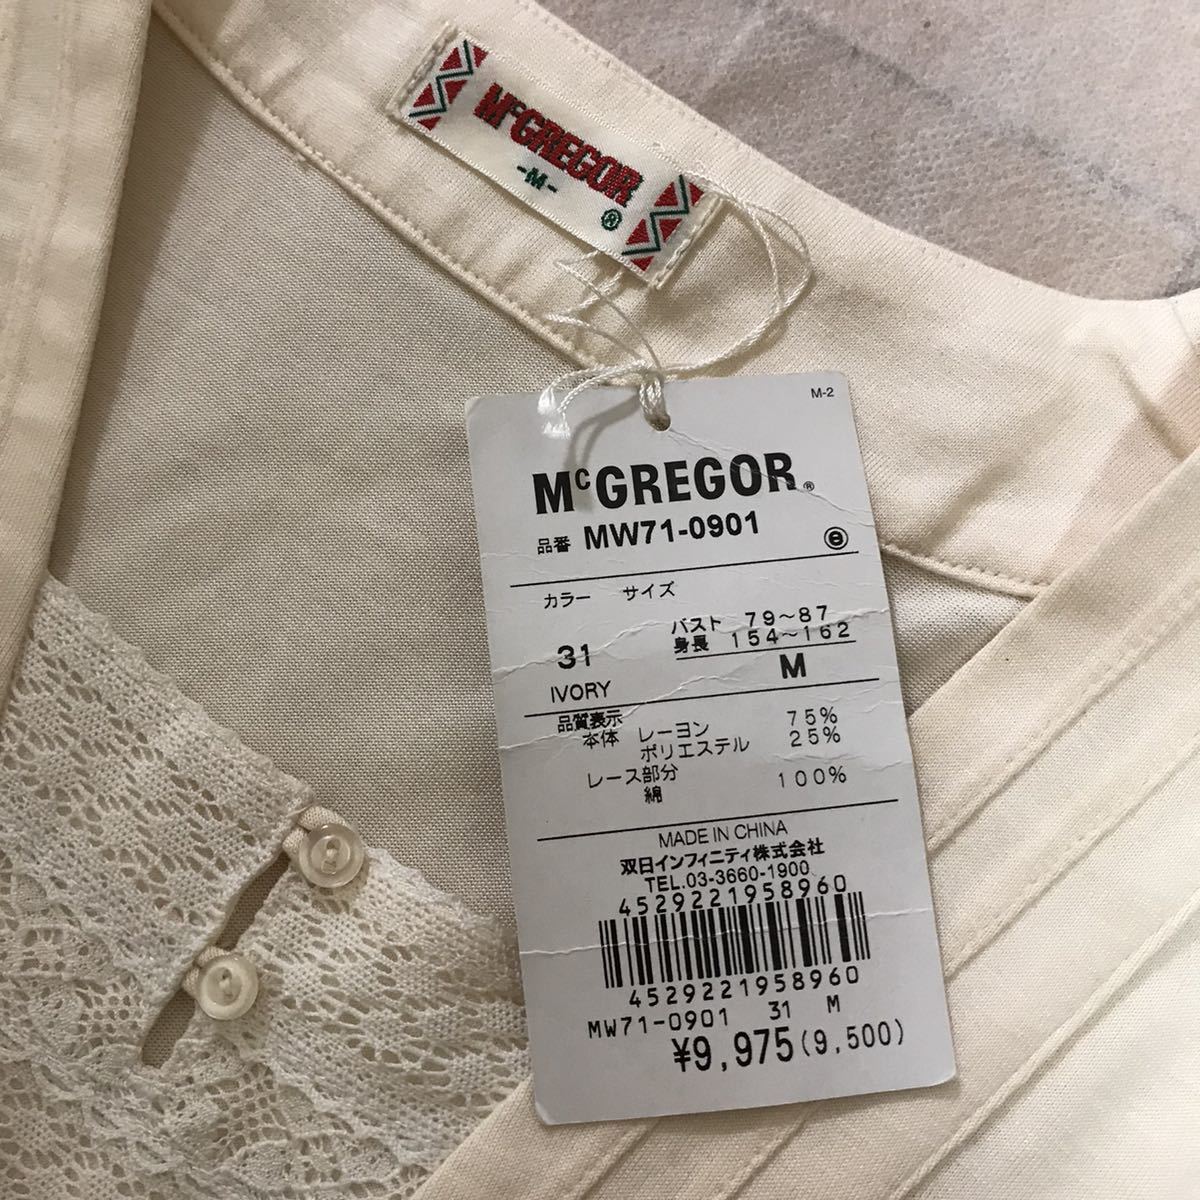 McGREGOR
-M-
®
M-2
McGREGOR®
品番 MW71-0901
カラー サイズ
バスト 79~87
身長 154~162
31 M
IVORY
品質表示
本体 レーヨン 75%
ポリエステル 25%
レース部分
綿 100%
MADE IN CHINA
双日インフィニティ株式会社
TEL.03-3660-1900
4529221958960
4529221958960
MW71-0901 31 M
¥9,975(9,500)